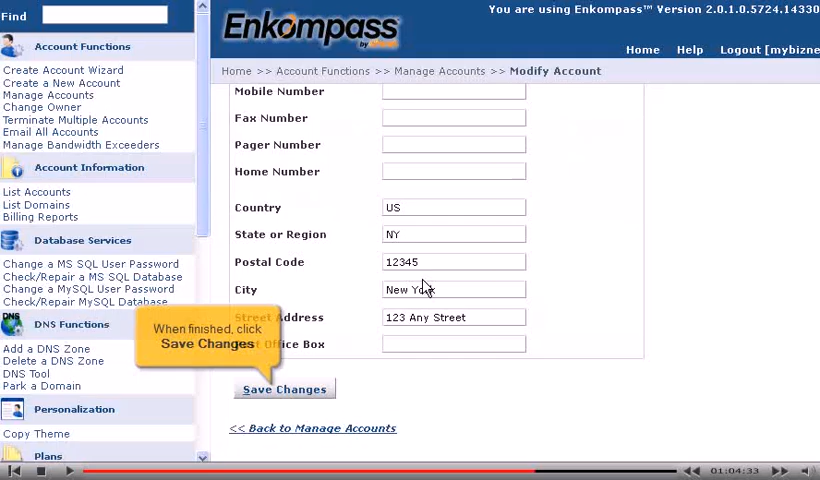 Find
You are using Enkompass™ Version 2.0.1.0.5724.14330
Enkompass
Home Help Logout [mybizne
Home >> Account Functions >> Manage Accounts >> Modify Account
Account Functions
Create Account Wizard
Create a New Account
Manage Accounts
Change Owner
Terminate Multiple Accounts
Email All Accounts
Manage Bandwidth Exceeders
Account Information
List Accounts
List Domains
Billing Reports
Database Services
Change a MS SQL User Password
Check/Repair a MS SQL Database
Change a MySQL User Password
Check/Repair MySQL Database
DNS Functions
Add a DNS Zone
Delete a DNS Zone
DNS Tool
Park a Domain
Personalization
Copy Theme
Plans
Mobile Number
Fax Number
Pager Number
Home Number
Country US
State or Region NY
Postal Code 12345
City New York
Street Address 123 Any Street
Post Office Box
When finished, click
Save Changes
Save Changes
<< Back to Manage Accounts
01:04:33